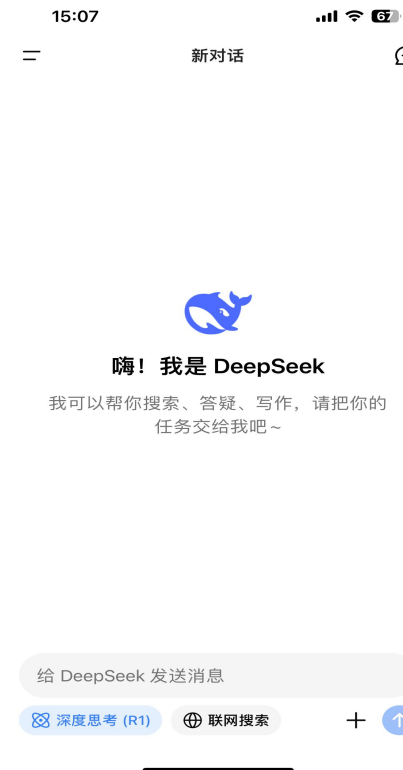 15:07
67
新对话
嗨！我是 DeepSeek
我可以帮你搜索、答疑、写作，请把你的
任务交给我吧～
给 DeepSeek 发送消息
深度思考 (R1)
联网搜索